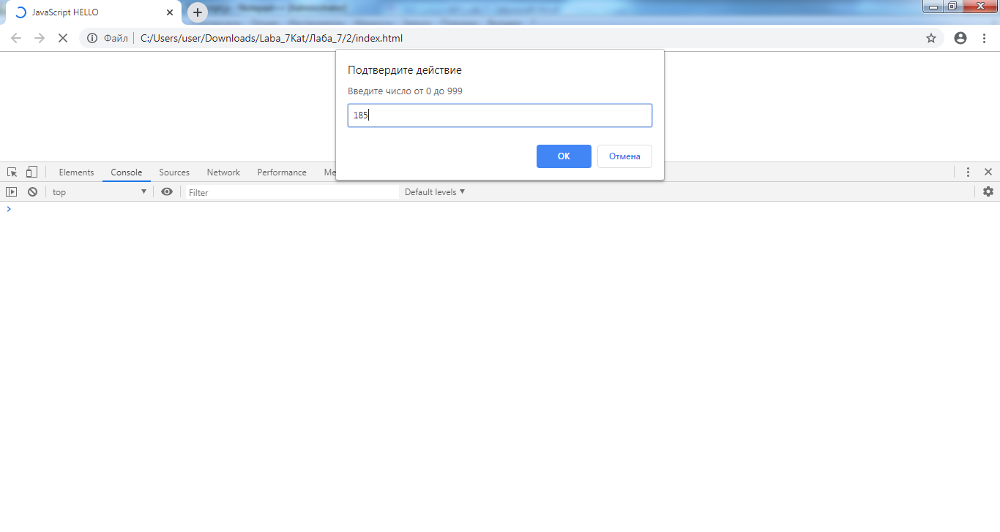 JavaScript HELLO
Файл C:/Users/user/Downloads/Laba_7Kat/Лаба_7/2/index.html
Подтвердите действие
Введите число от 0 до 999
185
ОК Отмена
Elements Console Sources Network Performance Me
top Filter Default levels